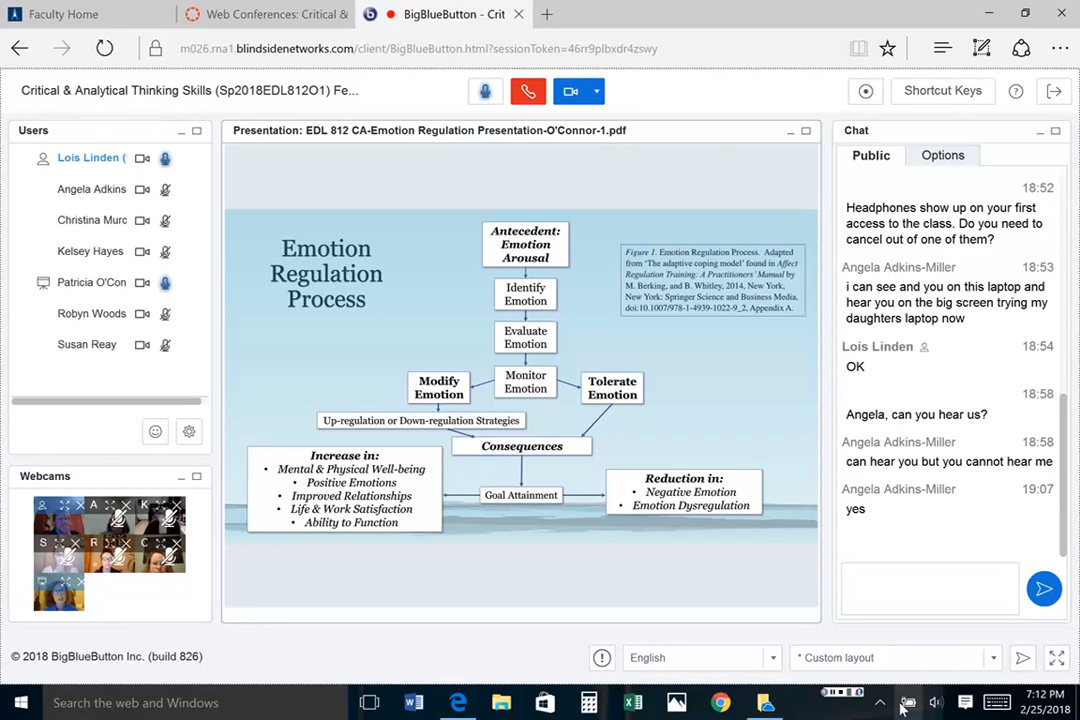 Faculty Home
Web Conferences: Critical &
BigBlueButton - Crit
m026.rna1.blindsidenetworks.com/client/BigBlueButton.html?sessionToken=46rr9plbxdr4zswy
Critical & Analytical Thinking Skills (Sp2018EDL812O1) Fe...
Shortcut Keys
Users
Lois Linden (
Angela Adkins
Christina Murc
Kelsey Hayes
Patricia O'Con
Robyn Woods
Susan Reay
Webcams
A
K
S
R
C
Presentation: EDL 812 CA-Emotion Regulation Presentation-O'Connor-1.pdf
Emotion
Regulation
Process
Antecedent:
Emotion
Arousal
Figure 1. Emotion Regulation Process. Adapted
from 'The adaptive coping model' found in Affect
Regulation Training: A Practitioners' Manual by
M. Berking, and B. Whitley, 2014, New York,
New York: Springer Science and Business Media,
doi:10.1007/978-1-4939-1022-9_2, Appendix A.
Identify
Emotion
Evaluate
Emotion
Monitor
Emotion
Modify
Emotion
Tolerate
Emotion
Up-regulation or Down-regulation Strategies
Consequences
Increase in:
• Mental & Physical Well-being
• Positive Emotions
• Improved Relationships
• Life & Work Satisfaction
• Ability to Function
Goal Attainment
Reduction in:
• Negative Emotion
• Emotion Dysregulation
Chat
Public
Options
18:52
Headphones show up on your first
access to the class. Do you need to
cancel out of one of them?
Angela Adkins-Miller 18:53
i can see and you on this laptop and
hear you on the big screen trying my
daughters laptop now
Lois Linden 18:54
OK
18:58
Angela, can you hear us?
Angela Adkins-Miller 18:58
can hear you but you cannot hear me
Angela Adkins-Miller 19:07
yes
© 2018 BigBlueButton Inc. (build 826)
English
* Custom layout
Search the web and Windows
7:12 PM
2/25/2018